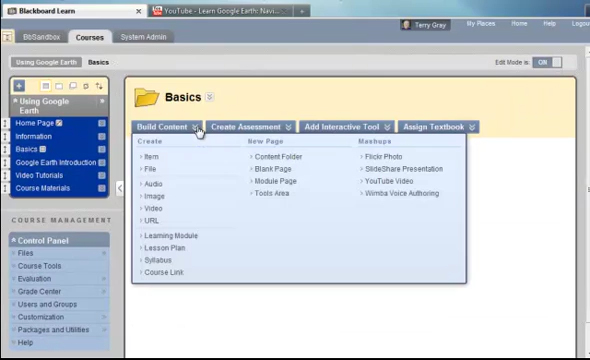 Blackboard Learn
YouTube - Learn Google Earth: Navi...
Terry Gray
My Places
Home
Help
Logout
BbSandbox
Courses
System Admin
Using Google Earth
Basics
Edit Mode is: ON
Using Google Earth
Home Page
Information
Basics
Google Earth Introduction
Video Tutorials
Course Materials
COURSE MANAGEMENT
Control Panel
Files
Course Tools
Evaluation
Grade Center
Users and Groups
Customization
Packages and Utilities
Help
Basics
Build Content
Create Assessment
Add Interactive Tool
Assign Textbook
Create
Item
File
Audio
Image
Video
URL
Learning Module
Lesson Plan
Syllabus
Course Link
New Page
Content Folder
Blank Page
Module Page
Tools Area
Mashups
Flickr Photo
SlideShare Presentation
YouTube Video
Wimba Voice Authoring